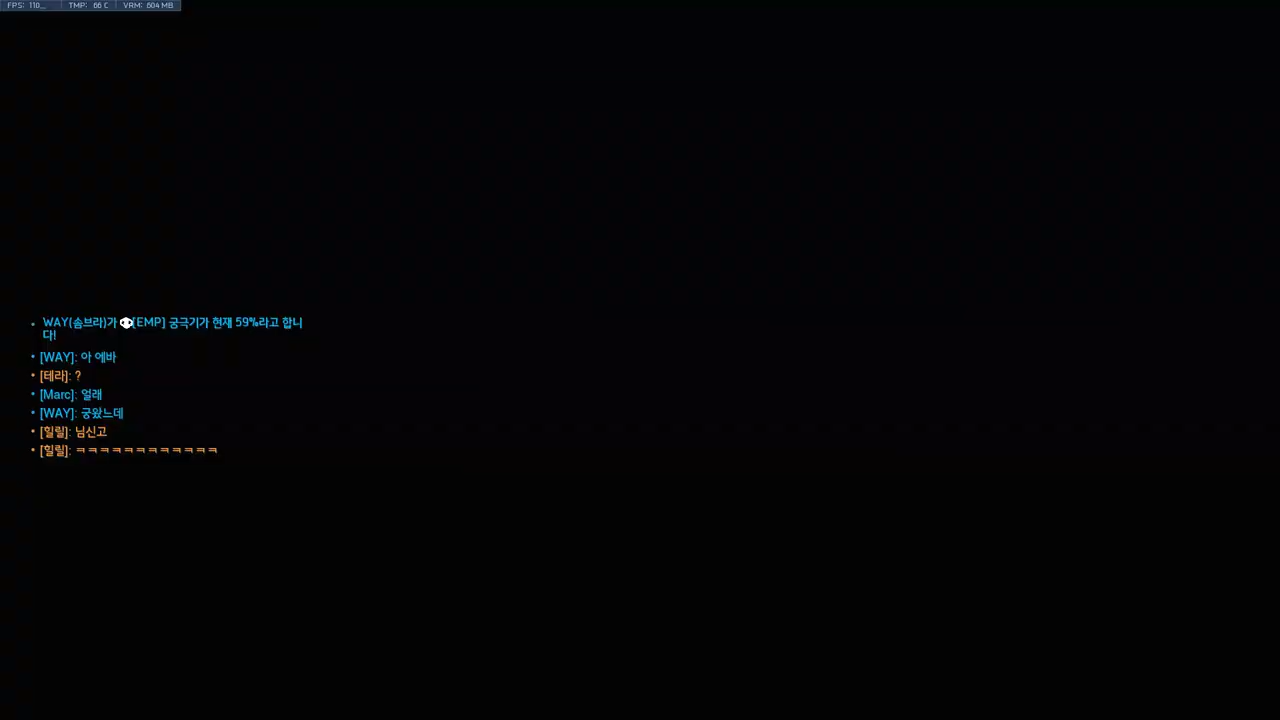 FPS: 110 TMP: 66 C VRM: 604 MB
WAY(솜브라)가 [EMP] 궁극기가 현재 59%라고 합니
다!
[WAY]: 아 에바
[테라]: ?
[Marc]: 얼래
[WAY]: 궁왔느데
[힐릴]: 님신고
[힐릴]: ㅋㅋㅋㅋㅋㅋㅋㅋㅋㅋㅋㅋ